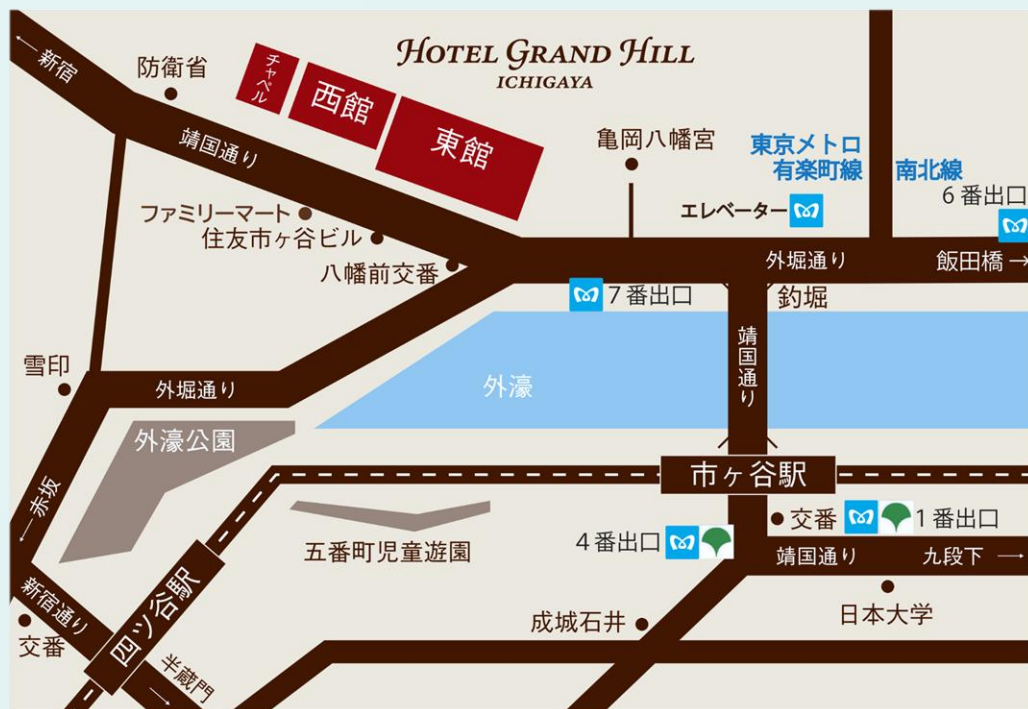 HOTEL GRAND HILL
ICHIGAYA
← 新宿
防衛省
チャペル
西館
東館
靖国通り
亀岡八幡宮
東京メトロ
有楽町線
南北線
6番出口
エレベーター
ファミリーマート
住友市ヶ谷ビル
八幡前交番
外堀通り
飯田橋 →
7番出口
釣堀
靖国通り
雪印
外堀通り
外濠
外濠公園
市ヶ谷駅
← 赤坂
交番
1番出口
4番出口
五番町児童遊園
靖国通り
九段下 →
四ツ谷駅
新宿通り
日本大学
成城石井
交番
半蔵門 →